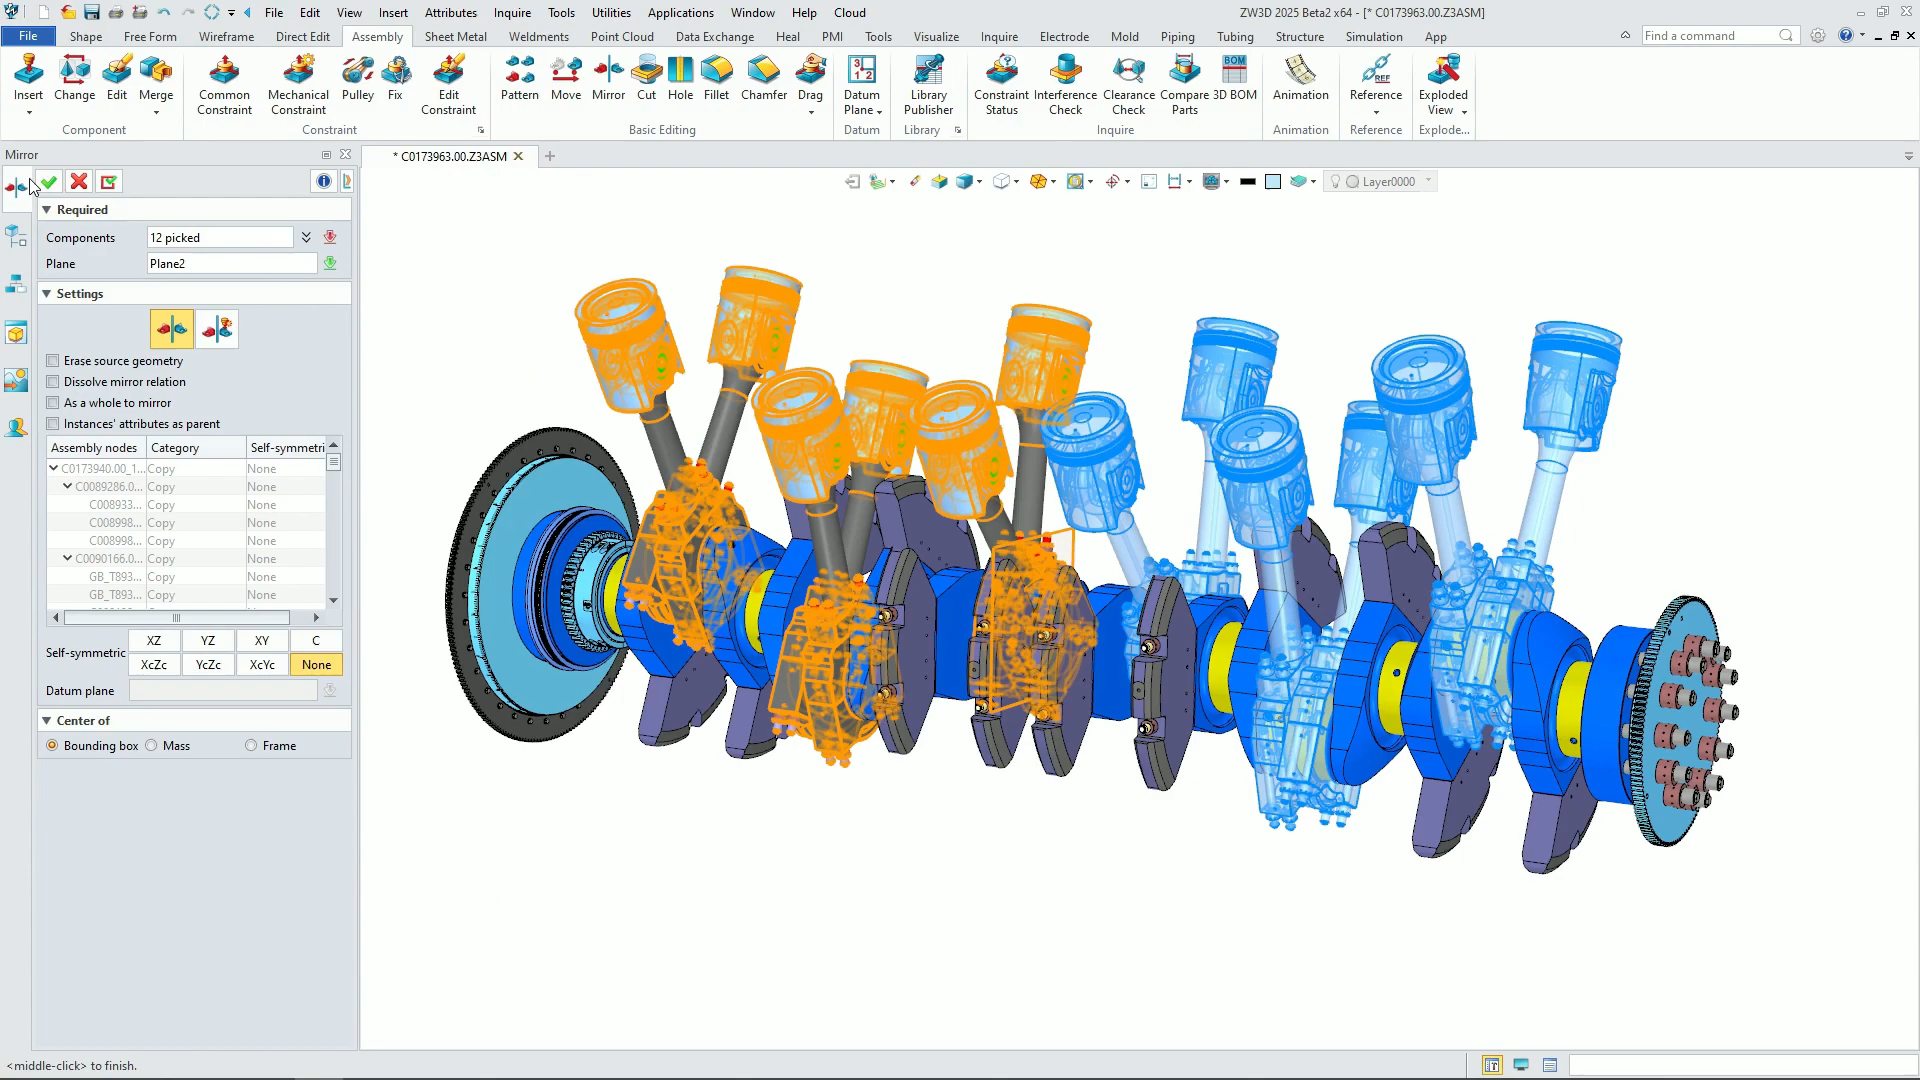 File Edit View Insert Attributes Inquire Tools Utilities Applications Window Help Cloud
ZW3D 2025 Beta2 x64 - [* C0173963.00.Z3ASM]
File Shape Free Form Wireframe Direct Edit Assembly Sheet Metal Weldments Point Cloud Data Exchange Heal PMI Tools Visualize Inquire Electrode Mold Piping Tubing Structure Simulation App
Find a command
Insert Change Edit Merge
Component
Common Constraint Mechanical Constraint Pulley Fix Edit Constraint
Constraint
Pattern Move Mirror Cut Hole Fillet Chamfer Drag
Basic Editing
Datum Plane
Datum
Library Publisher
Library
Constraint Status Interference Check Clearance Check Compare Parts 3D BOM
BOM
Inquire
Animation
Animation
REF
Reference
Reference
Exploded View
Explode...
Mirror
* C0173963.00.Z3ASM
Layer0000
Required
Components 12 picked
Plane Plane2
Settings
Erase source geometry
Dissolve mirror relation
As a whole to mirror
Instances' attributes as parent
Assembly nodes Category Self-symmetri
C0173940.00_1... Copy None
C0089286.0... Copy None
C008933... Copy None
C008998... Copy None
C008998... Copy None
C0090166.0... Copy None
GB_T893... Copy None
GB_T893... Copy None
Self-symmetric
XZ YZ XY C
XcZc YcZc XcYc None
Datum plane
Center of
Bounding box Mass Frame
<middle-click> to finish.